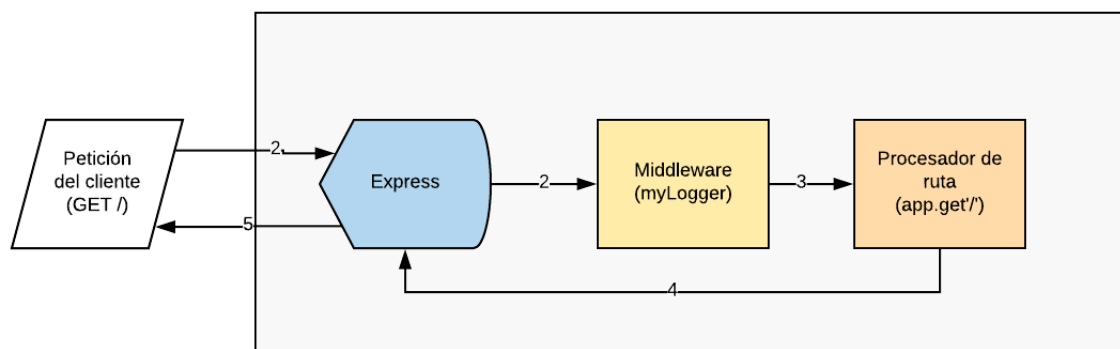 2
Petición
del cliente
(GET /)
Express
2
Middleware
(myLogger)
3
Procesador de
ruta
(app.get'/')
5
4